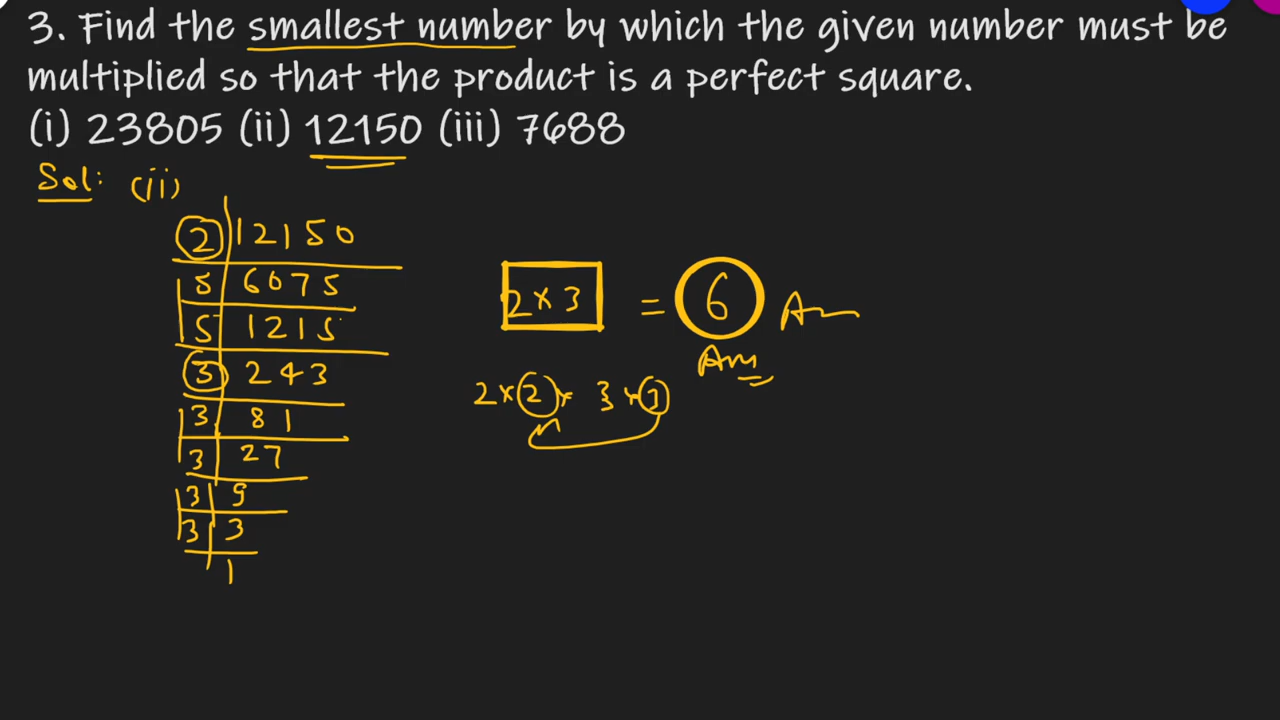 3. Find the smallest number by which the given number must be
multiplied so that the product is a perfect square.
(i) 23805 (ii) 12150 (iii) 7688
Sol: (ii)
2 | 12150
5 | 6075
5 | 1215
3 | 243
3 | 81
3 | 27
3 | 9
3 | 3
1
2 × 3 = 6 Ans
Ans
2 × 2 × 3 × 3